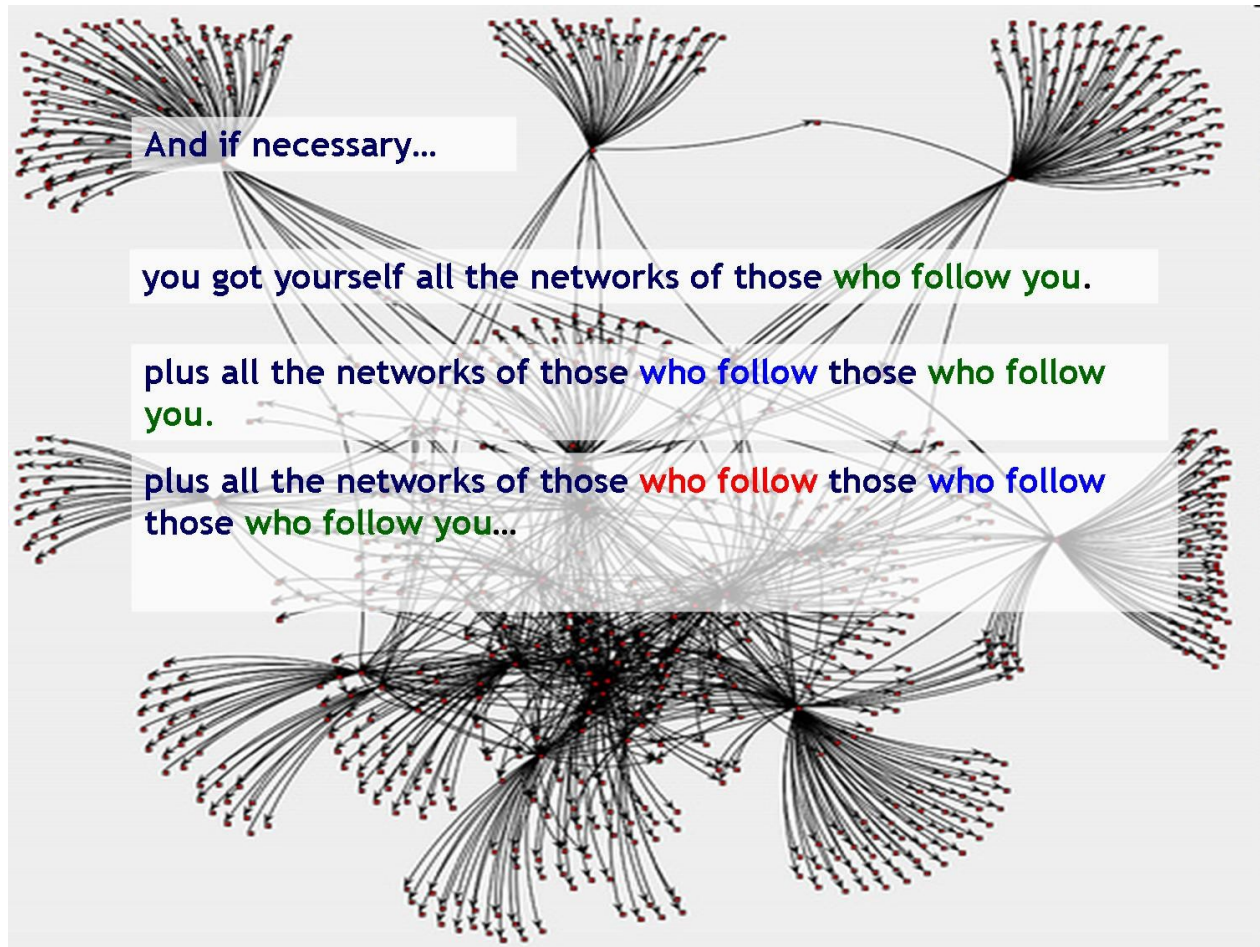 And if necessary…
you got yourself all the networks of those who follow you.
plus all the networks of those who follow those who follow
you.
plus all the networks of those who follow those who follow
those who follow you…